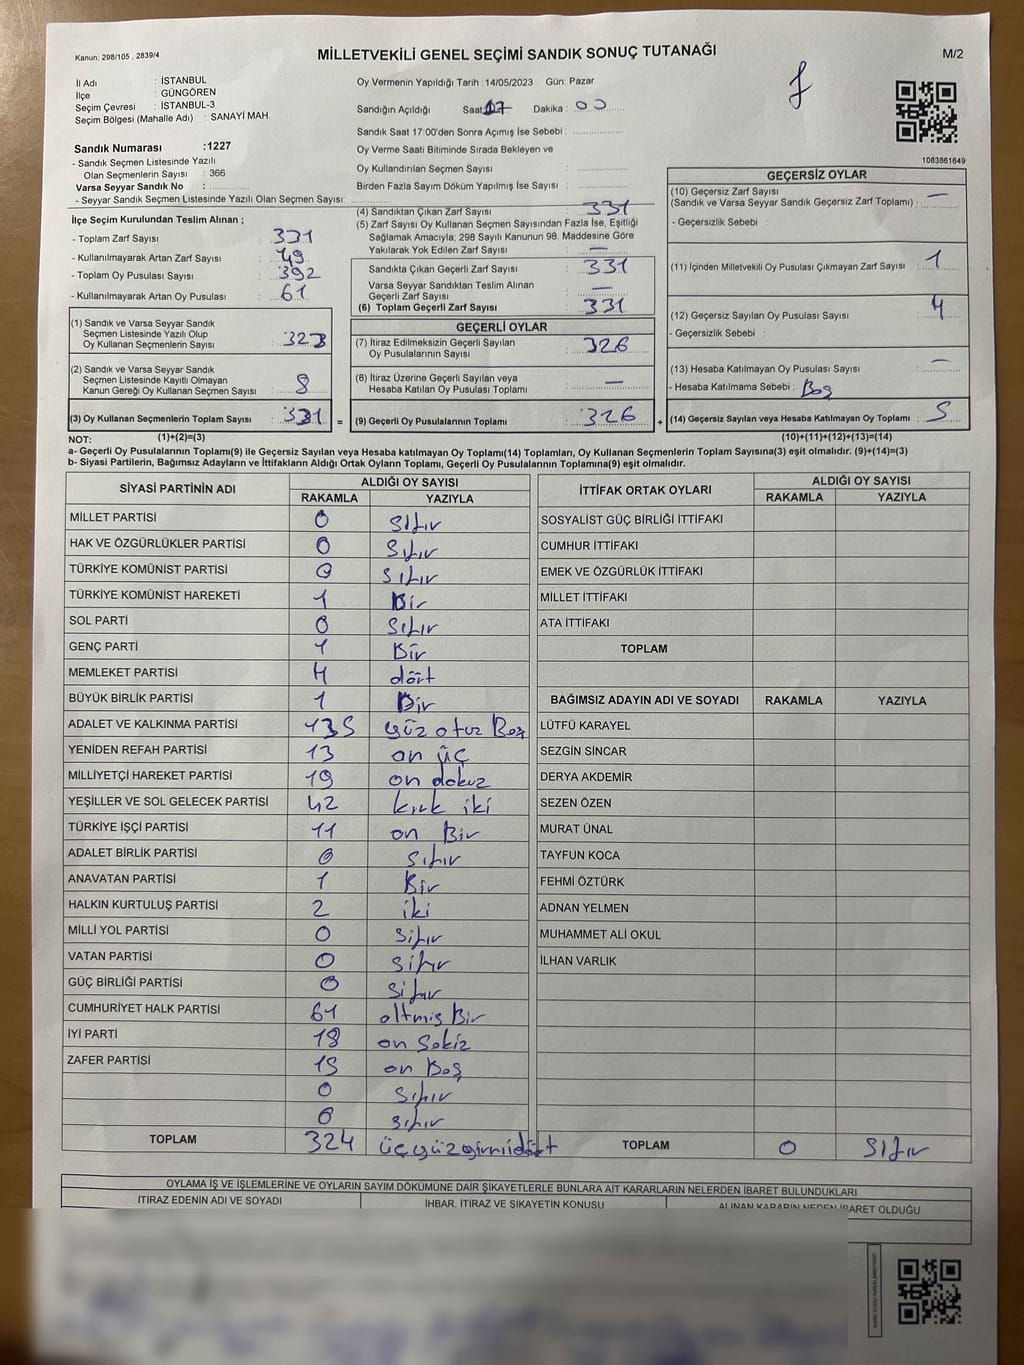 Kanun: 298/105 , 2839/4
MİLLETVEKİLİ GENEL SEÇİMİ SANDIK SONUÇ TUTANAĞI
M/2
İl Adı : İSTANBUL
İlçe : GÜNGÖREN
Seçim Çevresi : İSTANBUL-3
Seçim Bölgesi (Mahalle Adı) : SANAYİ MAH.
Oy Vermenin Yapıldığı Tarih : 14/05/2023 Gün: Pazar
Sandığın Açıldığı Saat 17 Dakika : 00
Sandık Saat 17:00'den Sonra Açımış İse Sebebi :
Oy Verme Saati Bitiminde Sırada Bekleyen ve
Oy Kullandırılan Seçmen Sayısı :
Birden Fazla Sayım Döküm Yapılmış İse Sayısı :
1083861649
Sandık Numarası :1227
- Sandık Seçmen Listesinde Yazılı
Olan Seçmenlerin Sayısı : 366
Varsa Seyyar Sandık No :
- Seyyar Sandık Seçmen Listesinde Yazılı Olan Seçmen Sayısı:
İlçe Seçim Kurulundan Teslim Alınan ;
- Toplam Zarf Sayısı : 331
- Kullanılmayarak Artan Zarf Sayısı : 49
- Toplam Oy Pusulası Sayısı : 392
- Kullanılmayarak Artan Oy Pusulası : 61
(1) Sandık ve Varsa Seyyar Sandık
Seçmen Listesinde Yazılı Olup
Oy Kullanan Seçmenlerin Sayısı : 323
(2) Sandık ve Varsa Seyyar Sandık
Seçmen Listesinde Kayıtlı Olmayan
Kanun Gereği Oy Kullanan Seçmen Sayısı : 8
(3) Oy Kullanan Seçmenlerin Toplam Sayısı : 331 =
(1)+(2)=(3)
(4) Sandıktan Çıkan Zarf Sayısı : 331
(5) Zarf Sayısı Oy Kullanan Seçmen Sayısından Fazla İse, Eşitliği
Sağlamak Amacıyla; 298 Sayılı Kanunun 98. Maddesine Göre
Yakılarak Yok Edilen Zarf Sayısı : —
Sandıkta Çıkan Geçerli Zarf Sayısı : 331
Varsa Seyyar Sandıktan Teslim Alınan
Geçerli Zarf Sayısı : —
(6) Toplam Geçerli Zarf Sayısı : 331
GEÇERLİ OYLAR
(7) İtiraz Edilmeksizin Geçerli Sayılan
Oy Pusulalarının Sayısı : 326
(8) İtiraz Üzerine Geçerli Sayılan veya
Hesaba Katılan Oy Pusulası Toplamı : —
(9) Geçerli Oy Pusulalarının Toplamı : 326 +
GEÇERSİZ OYLAR
(10) Geçersiz Zarf Sayısı
(Sandık ve Varsa Seyyar Sandık Geçersiz Zarf Toplamı) : —
- Geçersizlik Sebebi :
(11) İçinden Milletvekili Oy Pusulası Çıkmayan Zarf Sayısı : 1
(12) Geçersiz Sayılan Oy Pusulası Sayısı : 4
- Geçersizlik Sebebi :
(13) Hesaba Katılmayan Oy Pusulası Sayısı : —
- Hesaba Katılmama Sebebi : Boş
(14) Geçersiz Sayılan veya Hesaba Katılmayan Oy Toplamı : 5
(10)+(11)+(12)+(13)=(14)
NOT:
a- Geçerli Oy Pusulalarının Toplamı(9) ile Geçersiz Sayılan veya Hesaba katılmayan Oy Toplamı(14) Toplamları, Oy Kullanan Seçmenlerin Toplam Sayısına(3) eşit olmalıdır. (9)+(14)=(3)
b- Siyasi Partilerin, Bağımsız Adayların ve İttifakların Aldığı Ortak Oyların Toplamı, Geçerli Oy Pusulalarının Toplamına(9) eşit olmalıdır.
SİYASİ PARTİNİN ADI ALDIĞI OY SAYISI
RAKAMLA YAZIYLA
MİLLET PARTİSİ 0 sıfır
HAK VE ÖZGÜRLÜKLER PARTİSİ 0 sıfır
TÜRKİYE KOMÜNİST PARTİSİ 0 sıfır
TÜRKİYE KOMÜNİST HAREKETİ 1 Bir
SOL PARTİ 0 sıfır
GENÇ PARTİ 1 Bir
MEMLEKET PARTİSİ 4 dört
BÜYÜK BİRLİK PARTİSİ 1 Bir
ADALET VE KALKINMA PARTİSİ 135 yüz otuz Beş
YENİDEN REFAH PARTİSİ 13 on üç
MİLLİYETÇİ HAREKET PARTİSİ 19 on dokuz
YEŞİLLER VE SOL GELECEK PARTİSİ 42 kırk iki
TÜRKİYE İŞÇİ PARTİSİ 11 on Bir
ADALET BİRLİK PARTİSİ 0 sıfır
ANAVATAN PARTİSİ 1 Bir
HALKIN KURTULUŞ PARTİSİ 2 iki
MİLLİ YOL PARTİSİ 0 sıfır
VATAN PARTİSİ 0 sıfır
GÜÇ BİRLİĞİ PARTİSİ 0 sıfır
CUMHURİYET HALK PARTİSİ 61 altmış Bir
İYİ PARTİ 18 on sekiz
ZAFER PARTİSİ 15 on Beş
0 sıfır
0 sıfır
TOPLAM 324 üçyüzyirmidört
İTTİFAK ORTAK OYLARI ALDIĞI OY SAYISI
RAKAMLA YAZIYLA
SOSYALİST GÜÇ BİRLİĞİ İTTİFAKI
CUMHUR İTTİFAKI
EMEK VE ÖZGÜRLÜK İTTİFAKI
MİLLET İTTİFAKI
ATA İTTİFAKI
TOPLAM
BAĞIMSIZ ADAYIN ADI VE SOYADI RAKAMLA YAZIYLA
LÜTFÜ KARAYEL
SEZGİN SİNCAR
DERYA AKDEMİR
SEZEN ÖZEN
MURAT ÜNAL
TAYFUN KOCA
FEHMİ ÖZTÜRK
ADNAN YELMEN
MUHAMMET ALİ OKUL
İLHAN VARLIK
TOPLAM 0 Sıfır
OYLAMA İŞ VE İŞLEMLERİNE VE OYLARIN SAYIM DÖKÜMÜNE DAİR ŞİKAYETLERLE BUNLARA AİT KARARLARIN NELERDEN İBARET BULUNDUKLARI
İTİRAZ EDENİN ADI VE SOYADI İHBAR, İTİRAZ VE ŞİKAYETİN KONUSU ALINAN KARARIN NEDEN İBARET OLDUĞU